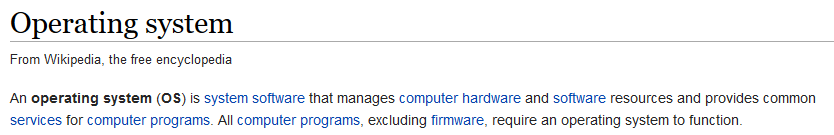 Operating system
From Wikipedia, the free encyclopedia
An operating system (OS) is system software that manages computer hardware and software resources and provides common
services for computer programs. All computer programs, excluding firmware, require an operating system to function.